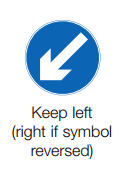 Keep left
(right if symbol
reversed)